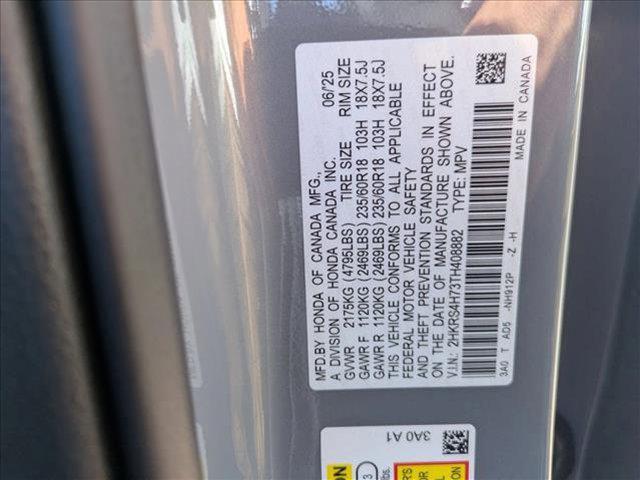 MFD.BY HONDA OF CANADA MFG., 06/'25
A DIVISION OF HONDA CANADA INC.
GVWR 2175KG (4795LBS) TIRE SIZE RIM SIZE
GAWR F 1120KG (2469LBS) 235/60R18 103H 18X7.5J
GAWR R 1120KG (2469LBS) 235/60R18 103H 18X7.5J
THIS VEHICLE CONFORMS TO ALL APPLICABLE
FEDERAL MOTOR VEHICLE SAFETY
AND THEFT PREVENTION STANDARDS IN EFFECT
ON THE DATE OF MANUFACTURE SHOWN ABOVE.
V.I.N.: 2HKRS4H73TH408882 TYPE: MPV
3A0 T AD5 -NH912P -Z -H MADE IN CANADA
3A0 A1